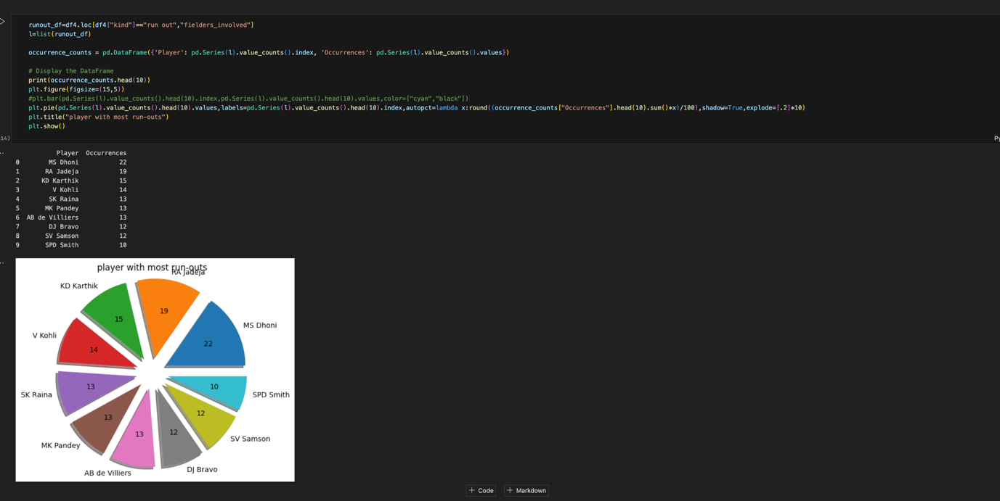 runout_df=df4.loc[df4["kind"]=="run out","fielders_involved"]
l=list(runout_df)
occurrence_counts = pd.DataFrame({'Player': pd.Series(l).value_counts().index, 'Occurrences': pd.Series(l).value_counts().values})
# Display the DataFrame
print(occurrence_counts.head(10))
plt.figure(figsize=(15,5))
#plt.bar(pd.Series(l).value_counts().head(10).index,pd.Series(l).value_counts().head(10).values,color=["cyan","black"])
plt.pie(pd.Series(l).value_counts().head(10).values,labels=pd.Series(l).value_counts().head(10).index,autopct=lambda x:round((occurrence_counts["Occurrences"].head(10).sum()*x)/100),shadow=True,explode=[.2]*10)
plt.title("player with most run-outs")
plt.show()
14]
Py
Player Occurrences
0 MS Dhoni 22
1 RA Jadeja 19
2 KD Karthik 15
3 V Kohli 14
4 SK Raina 13
5 MK Pandey 13
6 AB de Villiers 13
7 DJ Bravo 12
8 SV Samson 12
9 SPD Smith 10
player with most run-outs
RA Jadeja
KD Karthik
19
15
MS Dhoni
V Kohli
22
14
SK Raina
13
10
SPD Smith
13
12
MK Pandey
13
12
SV Samson
AB de Villiers
DJ Bravo
+ Code + Markdown